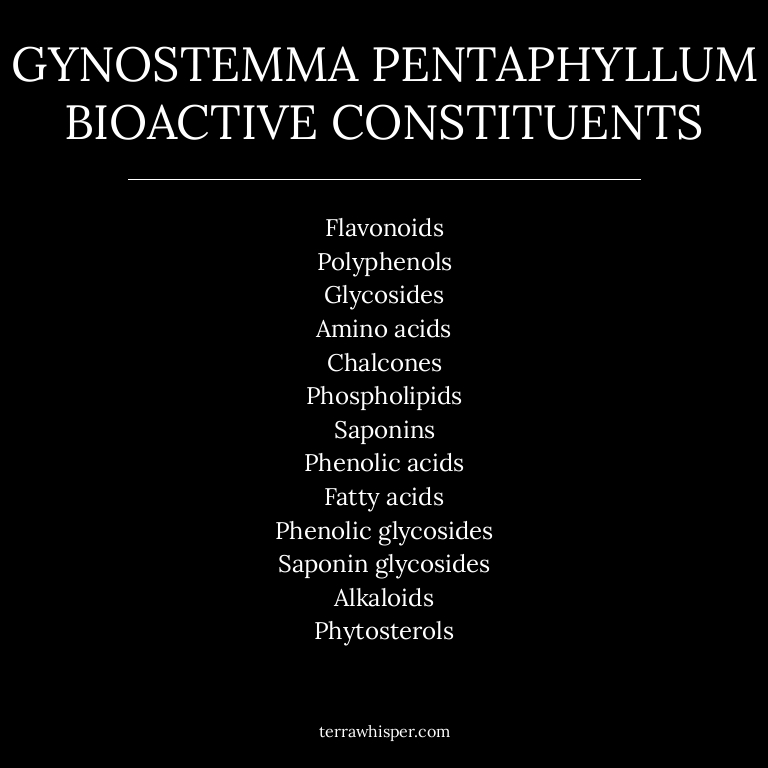 GYNOSTEMMA PENTAPHYLLUM
BIOACTIVE CONSTITUENTS
Flavonoids
Polyphenols
Glycosides
Amino acids
Chalcones
Phospholipids
Saponins
Phenolic acids
Fatty acids
Phenolic glycosides
Saponin glycosides
Alkaloids
Phytosterols
terrawhisper.com